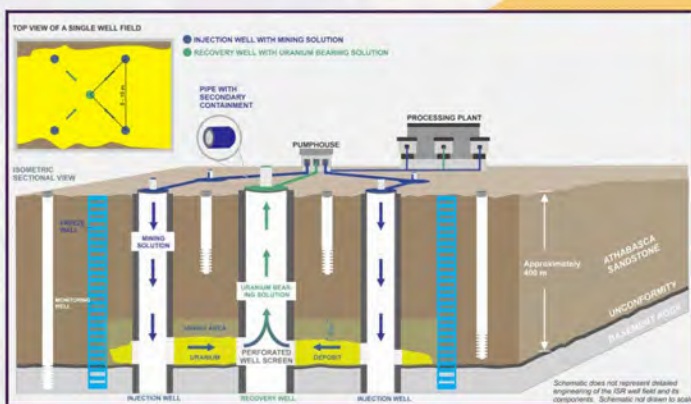 TOP VIEW OF A SINGLE WELL FIELD
INJECTION WELL WITH MINING SOLUTION
RECOVERY WELL WITH URANIUM BEARING SOLUTION
PIPE WITH
SECONDARY
CONTAINMENT
PROCESSING PLANT
PUMPHOUSE
ISOMETRIC
SECTIONAL VIEW
FREEZE
WALL
MINING
SOLUTION
Approximately
400 m
ATHABASCA
SANDSTONE
MONITORING
WELL
URANIUM BEAR-
ING SOLUTION
UNCONFORMITY
BASEMENT ROCK
MINING AREA
URANIUM
PERFORATED
WELL SCREEN
DEPOSIT
INJECTION WELL
RECOVERY WELL
INJECTION WELL
Schematic does not represent detailed
engineering of the ISR well field and its
components. Schematic not drawn to scale